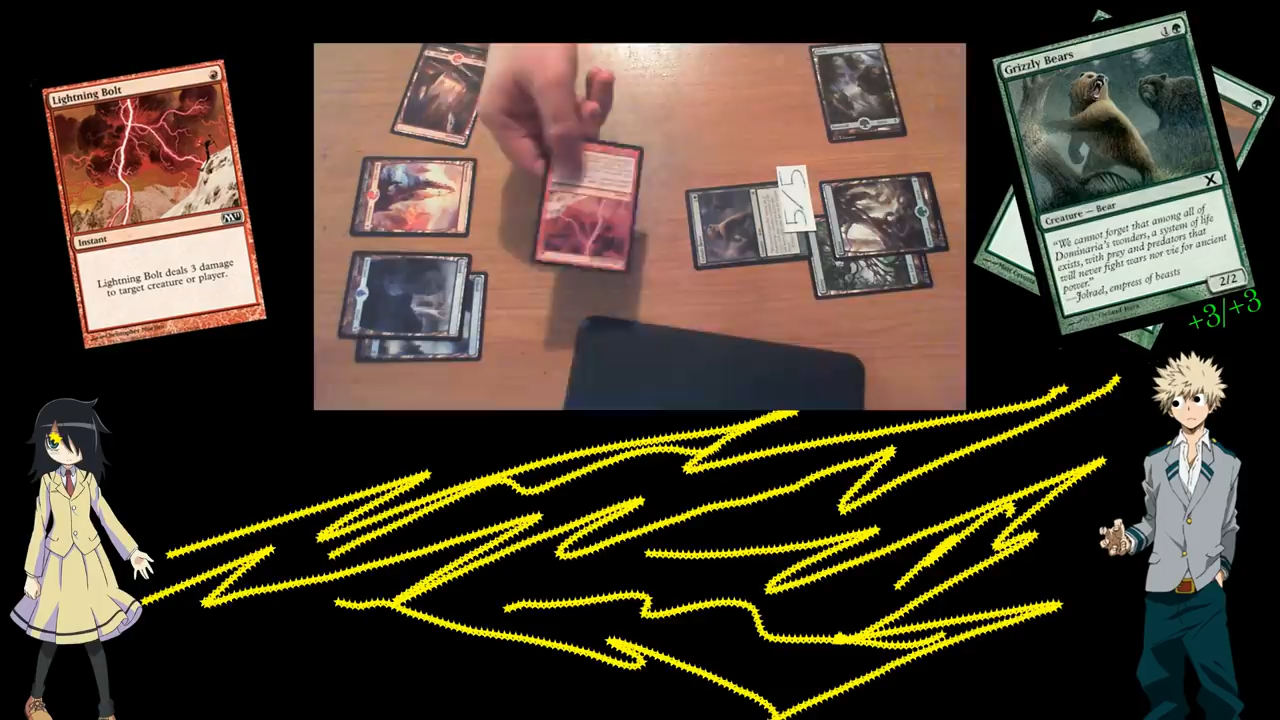 Lightning Bolt
Instant
Lightning Bolt deals 3 damage
to target creature or player.
5/5
Grizzly Bears
1
X
Creature — Bear
"We cannot forget that among all of
Dominaria's wonders, a system of life
exists, with prey and predators that
will never fight wars nor vie for ancient
power."
—Jolrael, empress of beasts
2/2
+3/+3